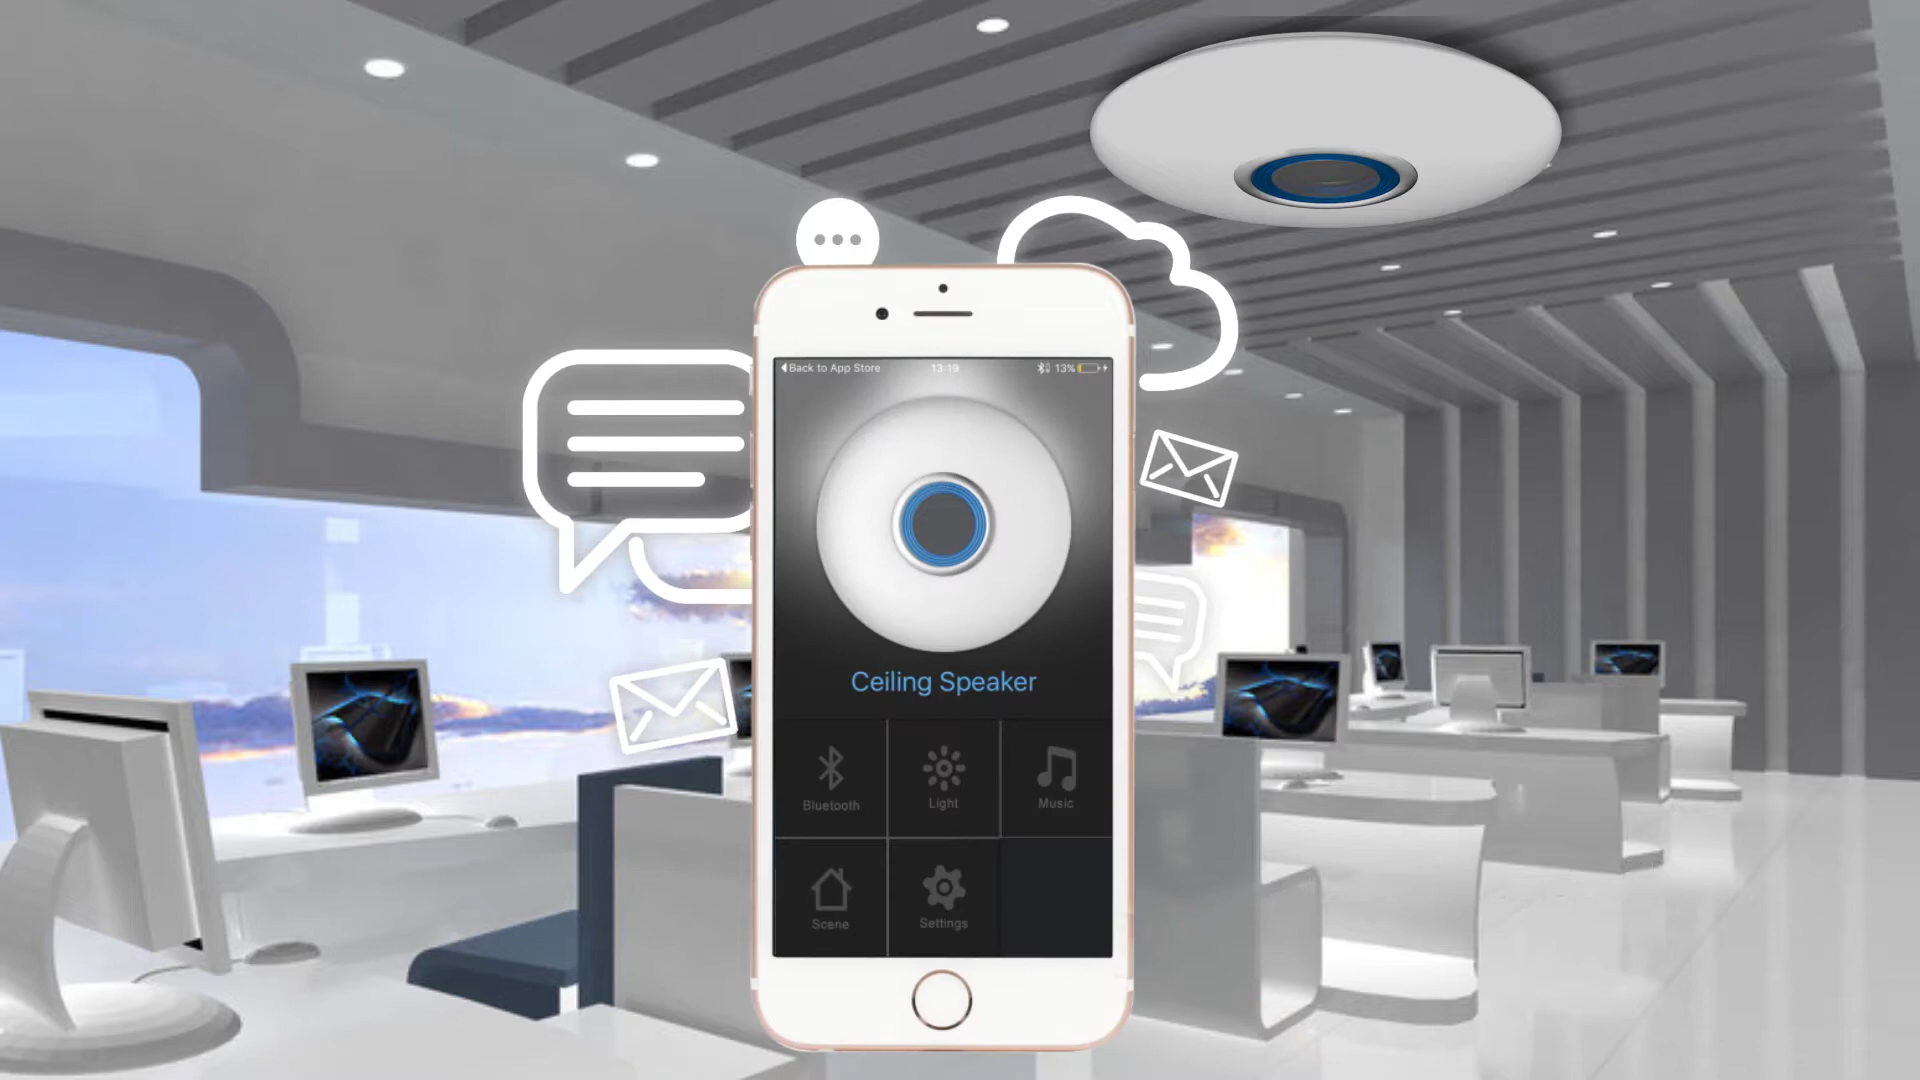 Back to App Store
13:19
13%
Ceiling Speaker
Bluetooth
Light
Music
Scene
Settings